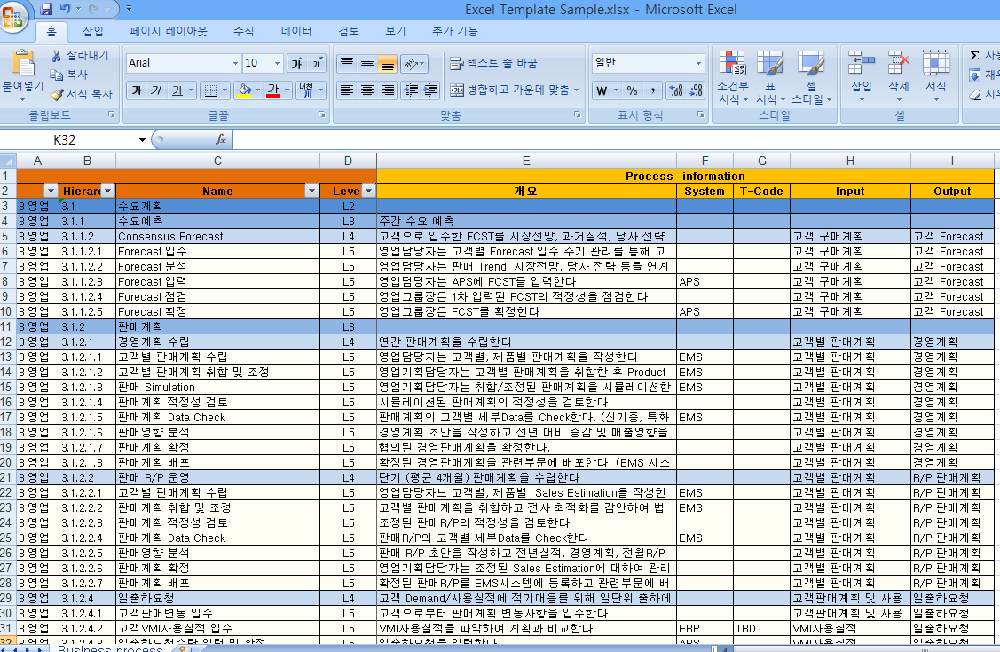 Excel Template Sample.xlsx - Microsoft Excel
홈 삽입 페이지 레이아웃 수식 데이터 검토 보기 추가 기능
붙여넣기 잘라내기 복사 서식 복사 클립보드
Arial 10 가 가 가 가 가 내천 글꼴
텍스트 줄 바꿈 병합하고 가운데 맞춤 맞춤
일반 ₩ % , 표시 형식
조건부 서식 표 서식 셀 스타일 스타일
삽입 삭제 서식 셀
Σ
K32 fx
A B C D E F G H I
1 Process information
2 Name 개요 System T-Code Input Output
3 3 영업 3.1 수요계획 L2
4 3 영업 3.1.1 수요예측 L3 주간 수요 예측
5 3 영업 3.1.1.2 Consensus Forecast L4 고객으로 입수한 FCST를 시장전망, 과거실적, 당사 전략 고객 구매계획 고객 Forecast
6 3 영업 3.1.1.2.1 Forecast 입수 L5 영업담당자는 고객별 Forecast 입수 주기 관리를 통해 고 고객 구매계획 고객 Forecast
7 3 영업 3.1.1.2.2 Forecast 분석 L5 영업담당자는 판매 Trend, 시장전망, 당사 전략 등을 연계 고객 구매계획 고객 Forecast
8 3 영업 3.1.1.2.3 Forecast 입력 L5 영업담당자는 APS에 FCST를 입력한다 APS 고객 구매계획 고객 Forecast
9 3 영업 3.1.1.2.4 Forecast 점검 L5 영업그룹장은 1차 입력된 FCST의 적정성을 점검한다 고객 구매계획 고객 Forecast
10 3 영업 3.1.1.2.5 Forecast 확정 L5 영업그룹장은 FCST를 확정한다 APS 고객 구매계획 고객 Forecast
11 3 영업 3.1.2 판매계획 L3
12 3 영업 3.1.2.1 경영계획 수립 L4 연간 판매계획을 수립한다 고객별 판매계획 경영계획
13 3 영업 3.1.2.1.1 고객별 판매계획 수립 L5 영업담당자는 고객별, 제품별 판매계획을 작성한다 EMS 고객별 판매계획 경영계획
14 3 영업 3.1.2.1.2 고객별 판매계획 취합 및 조정 L5 영업기획담당자는 고객별 판매계획을 취합한 후 Product EMS 고객별 판매계획 경영계획
15 3 영업 3.1.2.1.3 판매 Simulation L5 영업기획담당자는 취합/조정된 판매계획을 시뮬레이션한 EMS 고객별 판매계획 경영계획
16 3 영업 3.1.2.1.4 판매계획 적정성 검토 L5 시뮬레이션된 판매계획의 적정성을 검토한다. 고객별 판매계획 경영계획
17 3 영업 3.1.2.1.5 판매계획 Data Check L5 판매계획의 고객별 세부Data를 Check한다. (신기종, 특화 EMS 고객별 판매계획 경영계획
18 3 영업 3.1.2.1.6 판매영향 분석 L5 경영계획 초안을 작성하고 전년 대비 증감 및 매출영향을 고객별 판매계획 경영계획
19 3 영업 3.1.2.1.7 판매계획 확정 L5 협의된 경영판매계획을 확정한다. 고객별 판매계획 경영계획
20 3 영업 3.1.2.1.8 판매계획 배포 L5 확정된 경영판매계획을 관련부문에 배포한다. (EMS 시스 고객별 판매계획 경영계획
21 3 영업 3.1.2.2 판매 R/P 운영 L4 단기 (평균 4개월) 판매계획을 수립한다 고객별 판매계획 R/P 판매계획
22 3 영업 3.1.2.2.1 고객별 판매계획 수립 L5 영업담당자느 고객별, 제품별 Sales Estimation을 작성한 EMS 고객별 판매계획 R/P 판매계획
23 3 영업 3.1.2.2.2 판매계획 취합 및 조정 L5 고객별 판매계획을 취합하고 전사 최적화를 감안하여 법 EMS 고객별 판매계획 R/P 판매계획
24 3 영업 3.1.2.2.3 판매계획 적정성 검토 L5 조정된 판매R/P의 적정성을 검토한다 고객별 판매계획 R/P 판매계획
25 3 영업 3.1.2.2.4 판매계획 Data Check L5 판매R/P의 고객별 세부Data를 Check한다 EMS 고객별 판매계획 R/P 판매계획
26 3 영업 3.1.2.2.5 판매영향 분석 L5 판매 R/P 초안을 작성하고 전년실적, 경영계획, 전월R/P 고객별 판매계획 R/P 판매계획
27 3 영업 3.1.2.2.6 판매계획 확정 L5 영업기획담당자는 조정된 Sales Estimation에 대하여 관리 고객별 판매계획 R/P 판매계획
28 3 영업 3.1.2.2.7 판매계획 배포 L5 확정된 판매R/P를 EMS시스템에 등록하고 관련부문에 배 고객별 판매계획 R/P 판매계획
29 3 영업 3.1.2.4 일출하요청 L4 고객 Demand/사용실적에 적기대응를 위해 일단위 출하에 고객판매계획 및 사용 일출하요청
30 3 영업 3.1.2.4.1 고객판매변동 입수 L5 고객으로부터 판매계획 변동사항을 입수한다 고객판매계획 및 사용 일출하요청
31 3 영업 3.1.2.4.2 고객VMI사용실적 입수 L5 VMI사용실적을 파악하여 계획과 비교한다 ERP TBD VMI사용실적 일출하요청
32 3 영업 3.1.2.4.3 일출하요청수량 입력 및 확정 L5 일출하요청을 입력한다 APS VMI사용실적 일출하요청
Business process